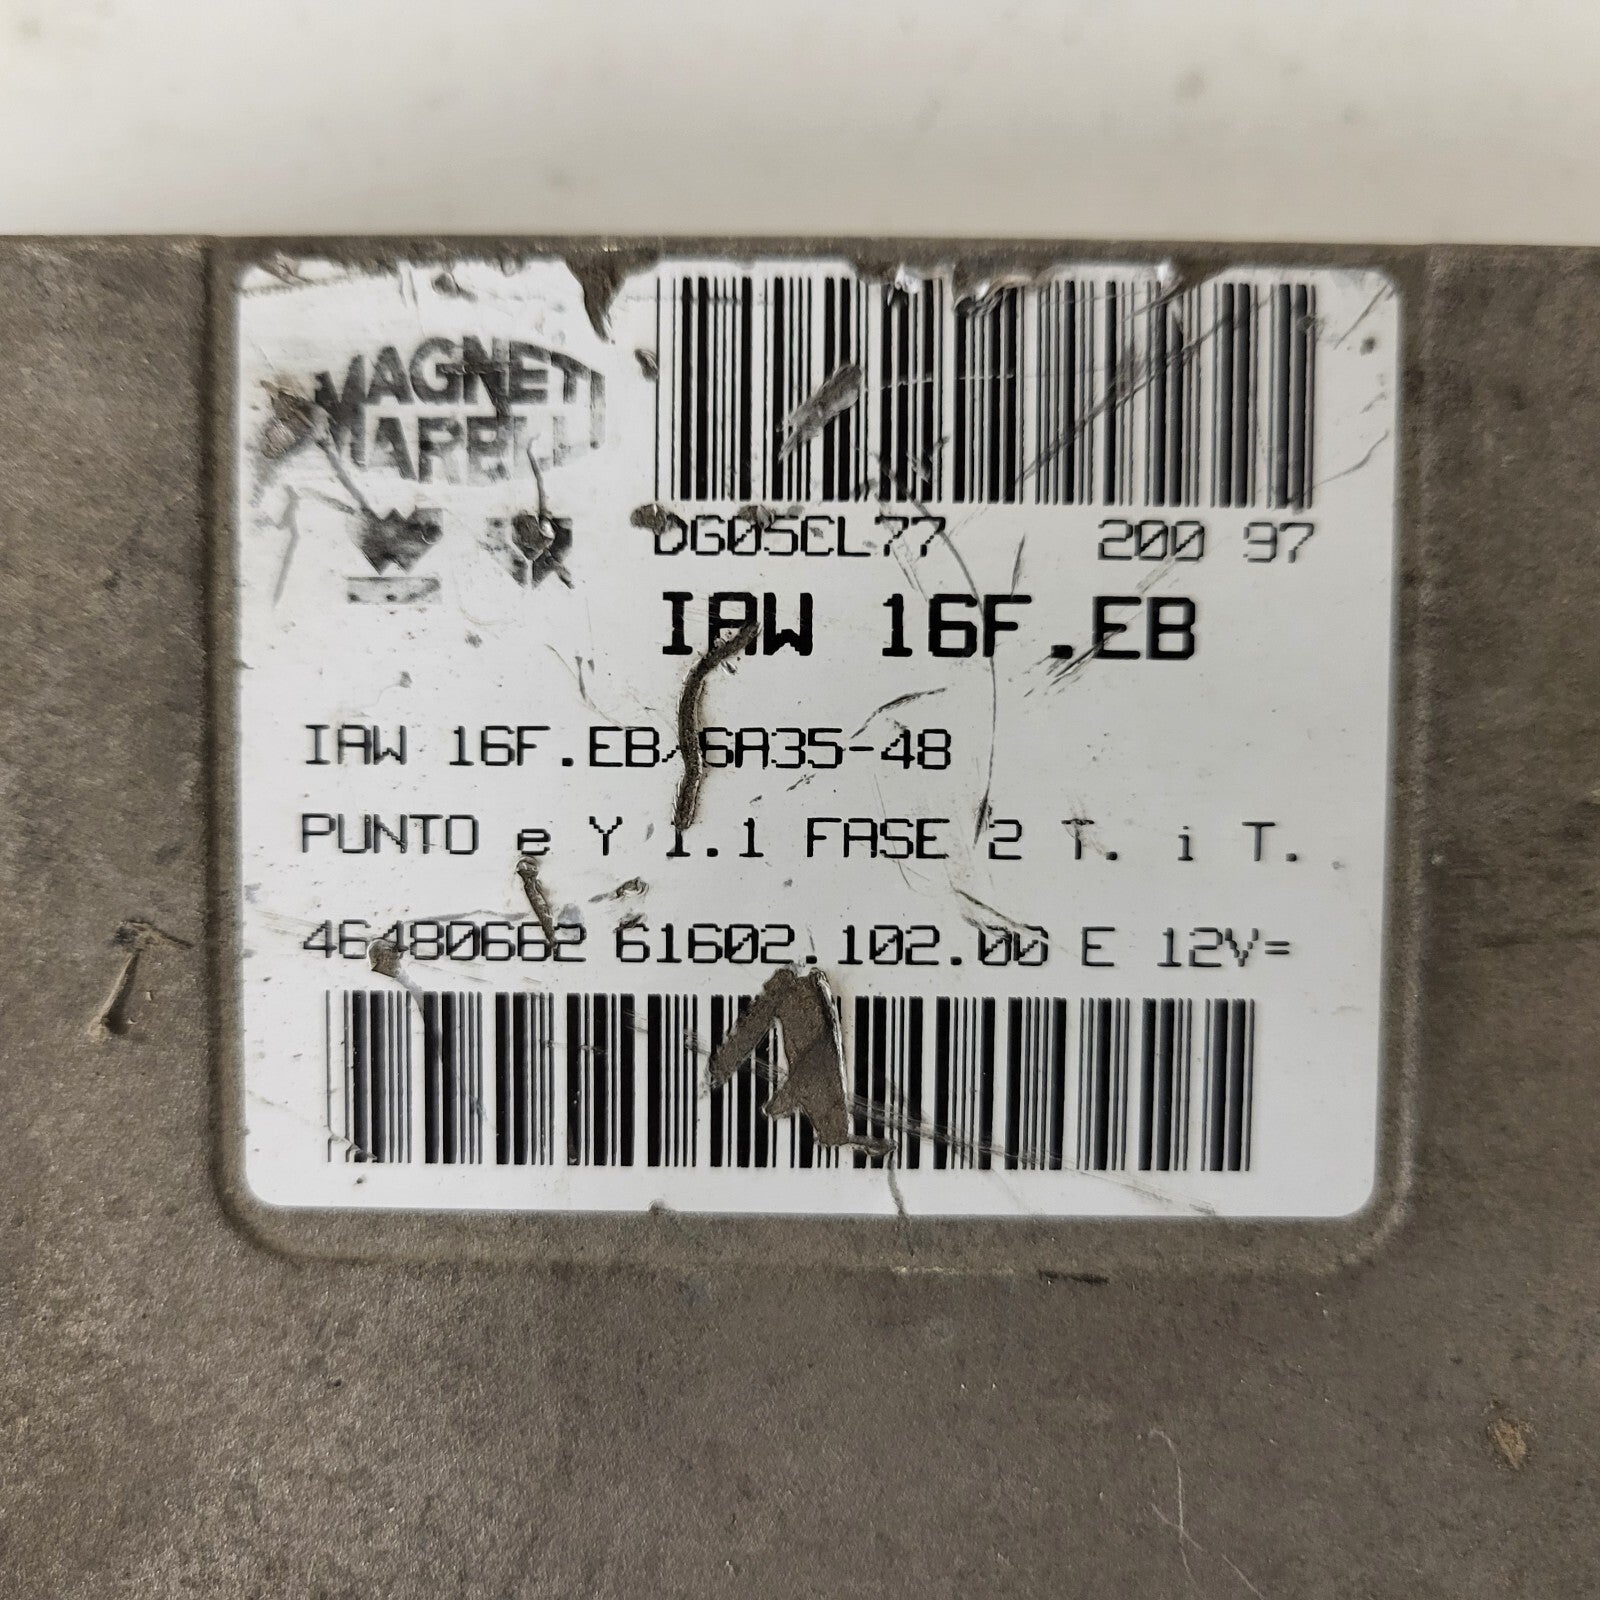 MAGNETI
MARELLI
DG05CL77 200 97
IAW 16F.EB
IAW 16F.EB/6A35-48
PUNTO e Y 1.1 FASE 2 T. i T.
46480662 61602.102.00 E 12V=